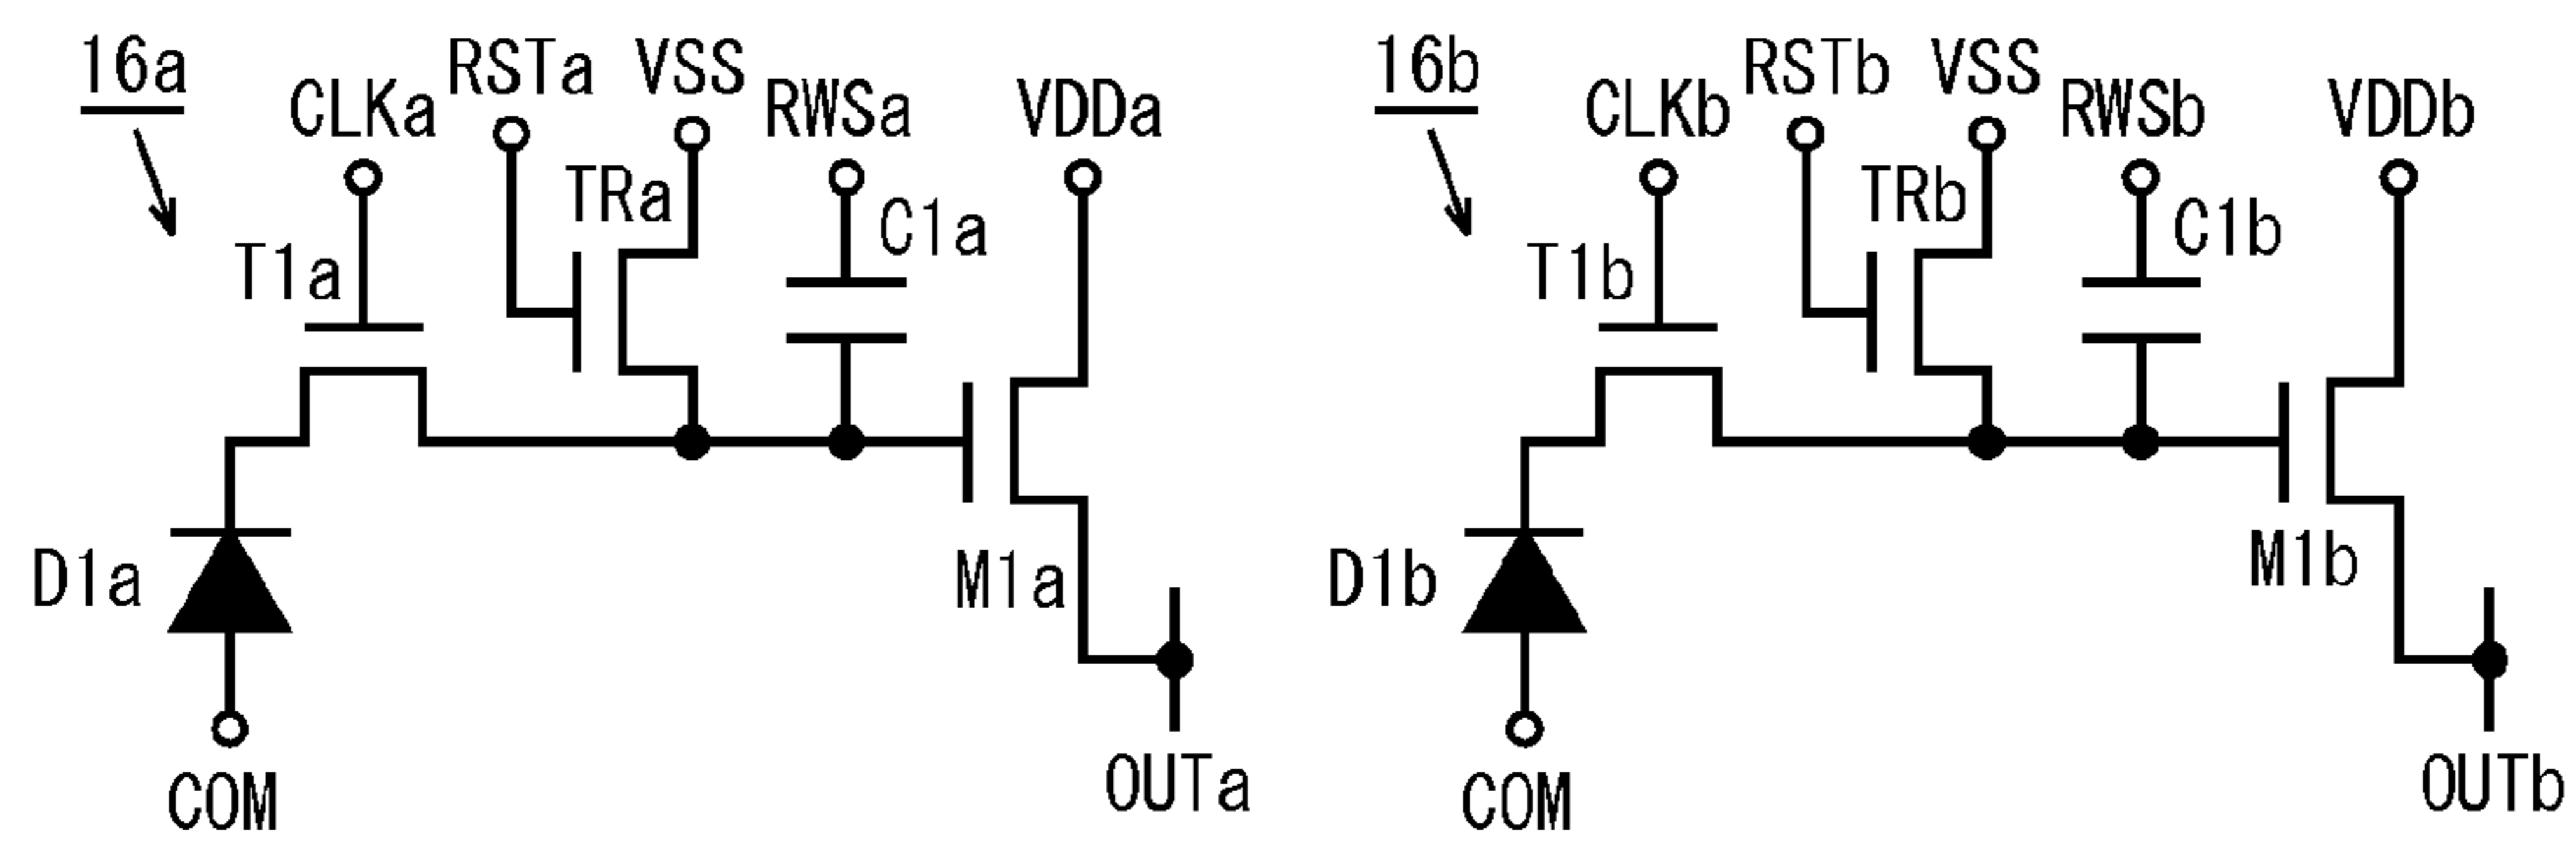 16a
CLKa
RSTa
VSS
RWSa
VDDa
TRa
C1a
T1a
D1a
M1a
COM
OUTa
16b
CLKb
RSTb
VSS
RWSb
VDDb
TRb
C1b
T1b
D1b
M1b
COM
OUTb